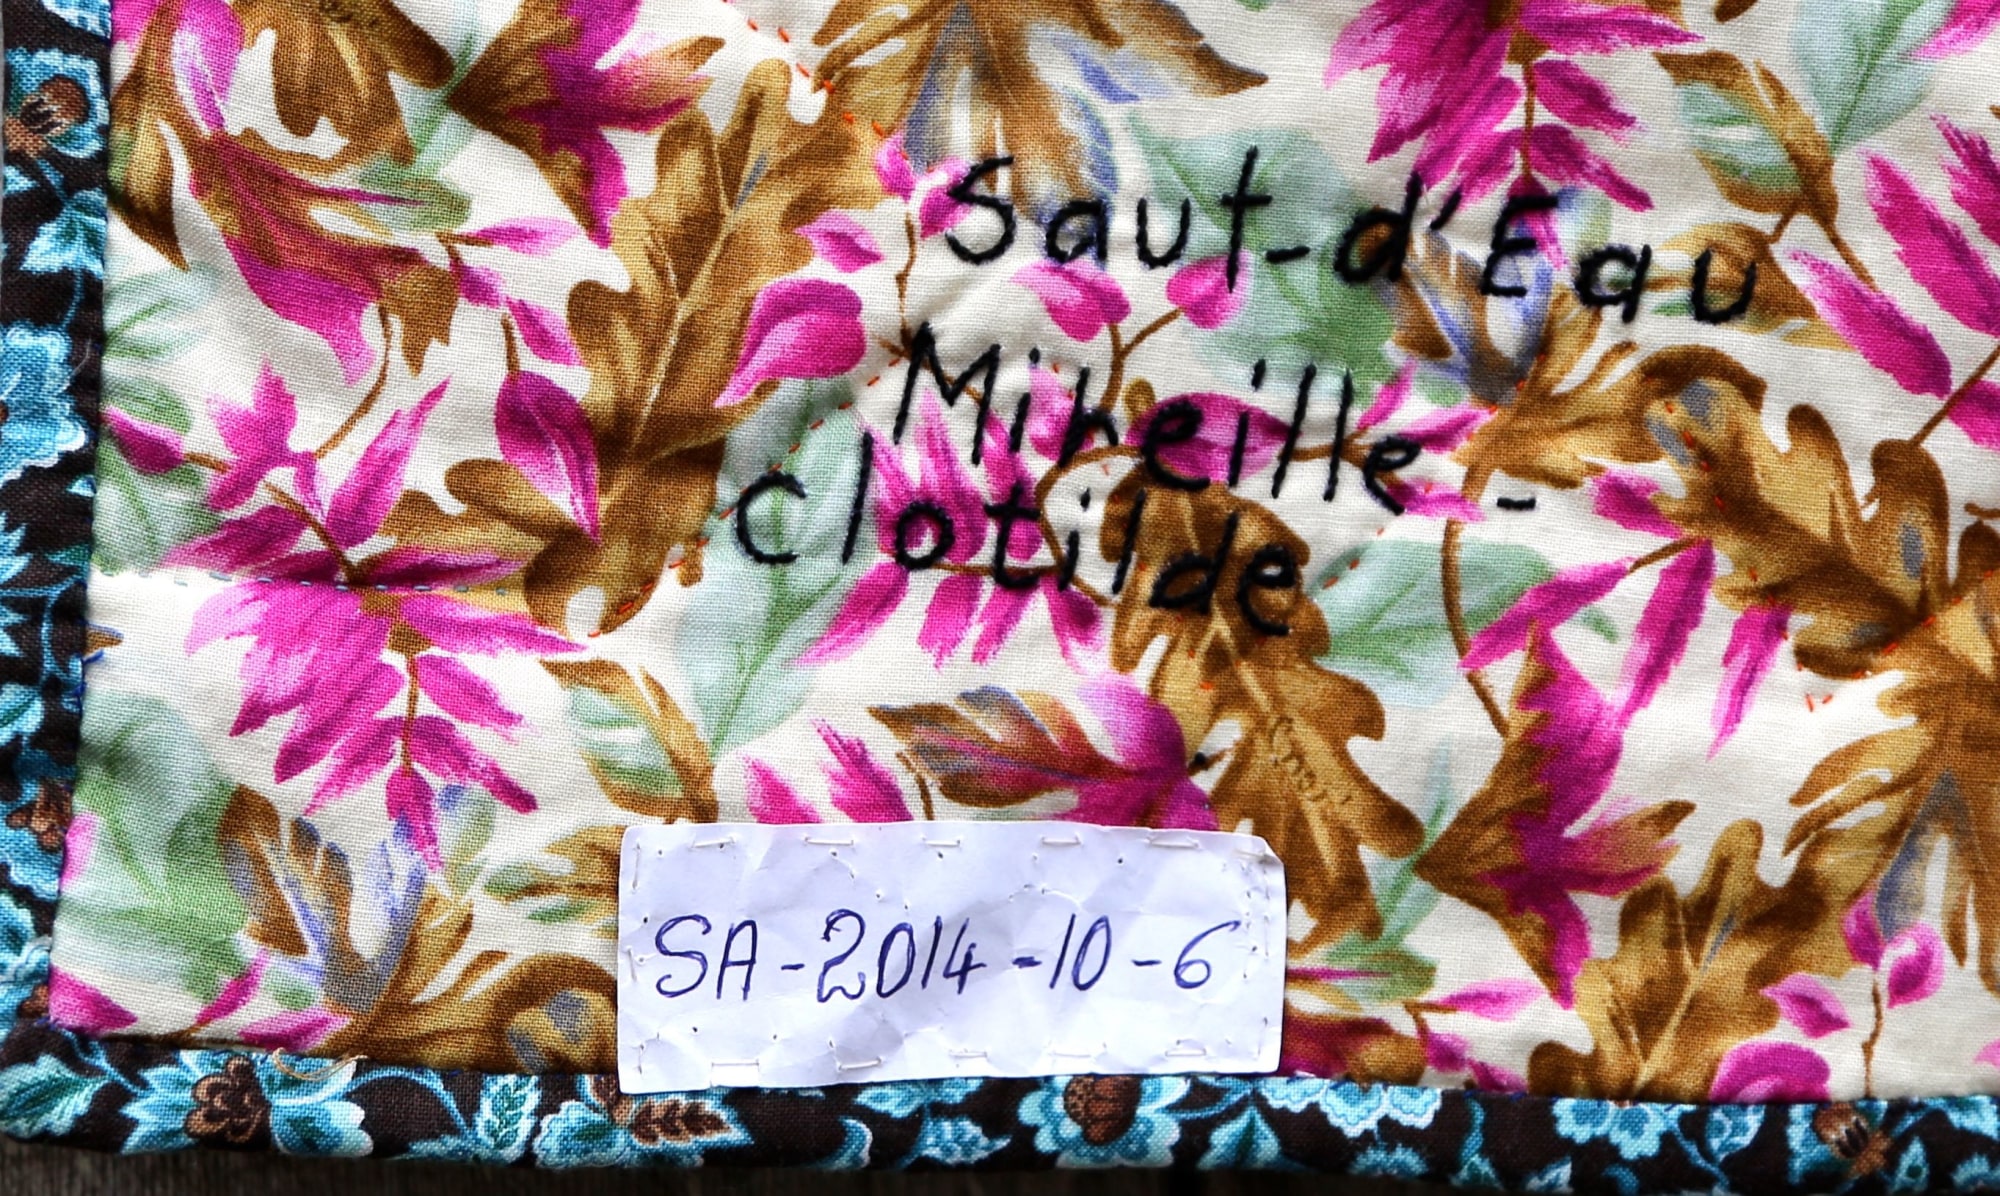 Saut-d'Eau
Mireille-
Clotilde
SA-2014-10-6